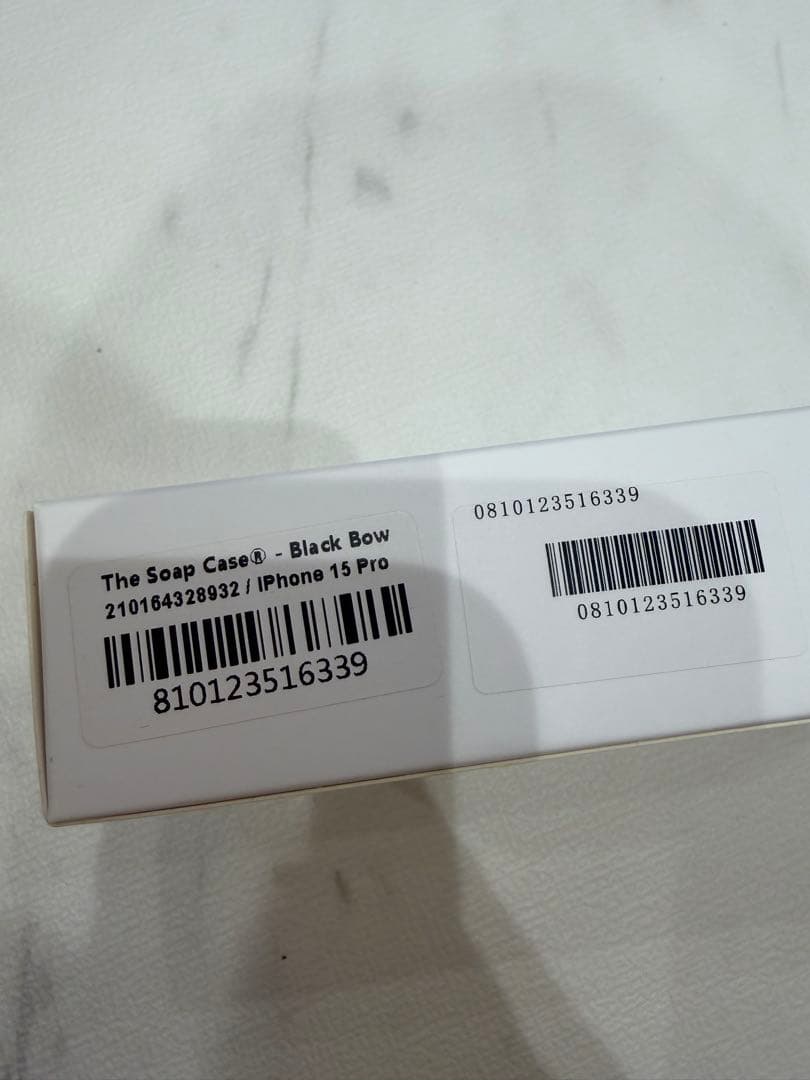 The Soap Case® - Black Bow
210164328932 / IPhone 15 Pro
810123516339
0810123516339
0810123516339